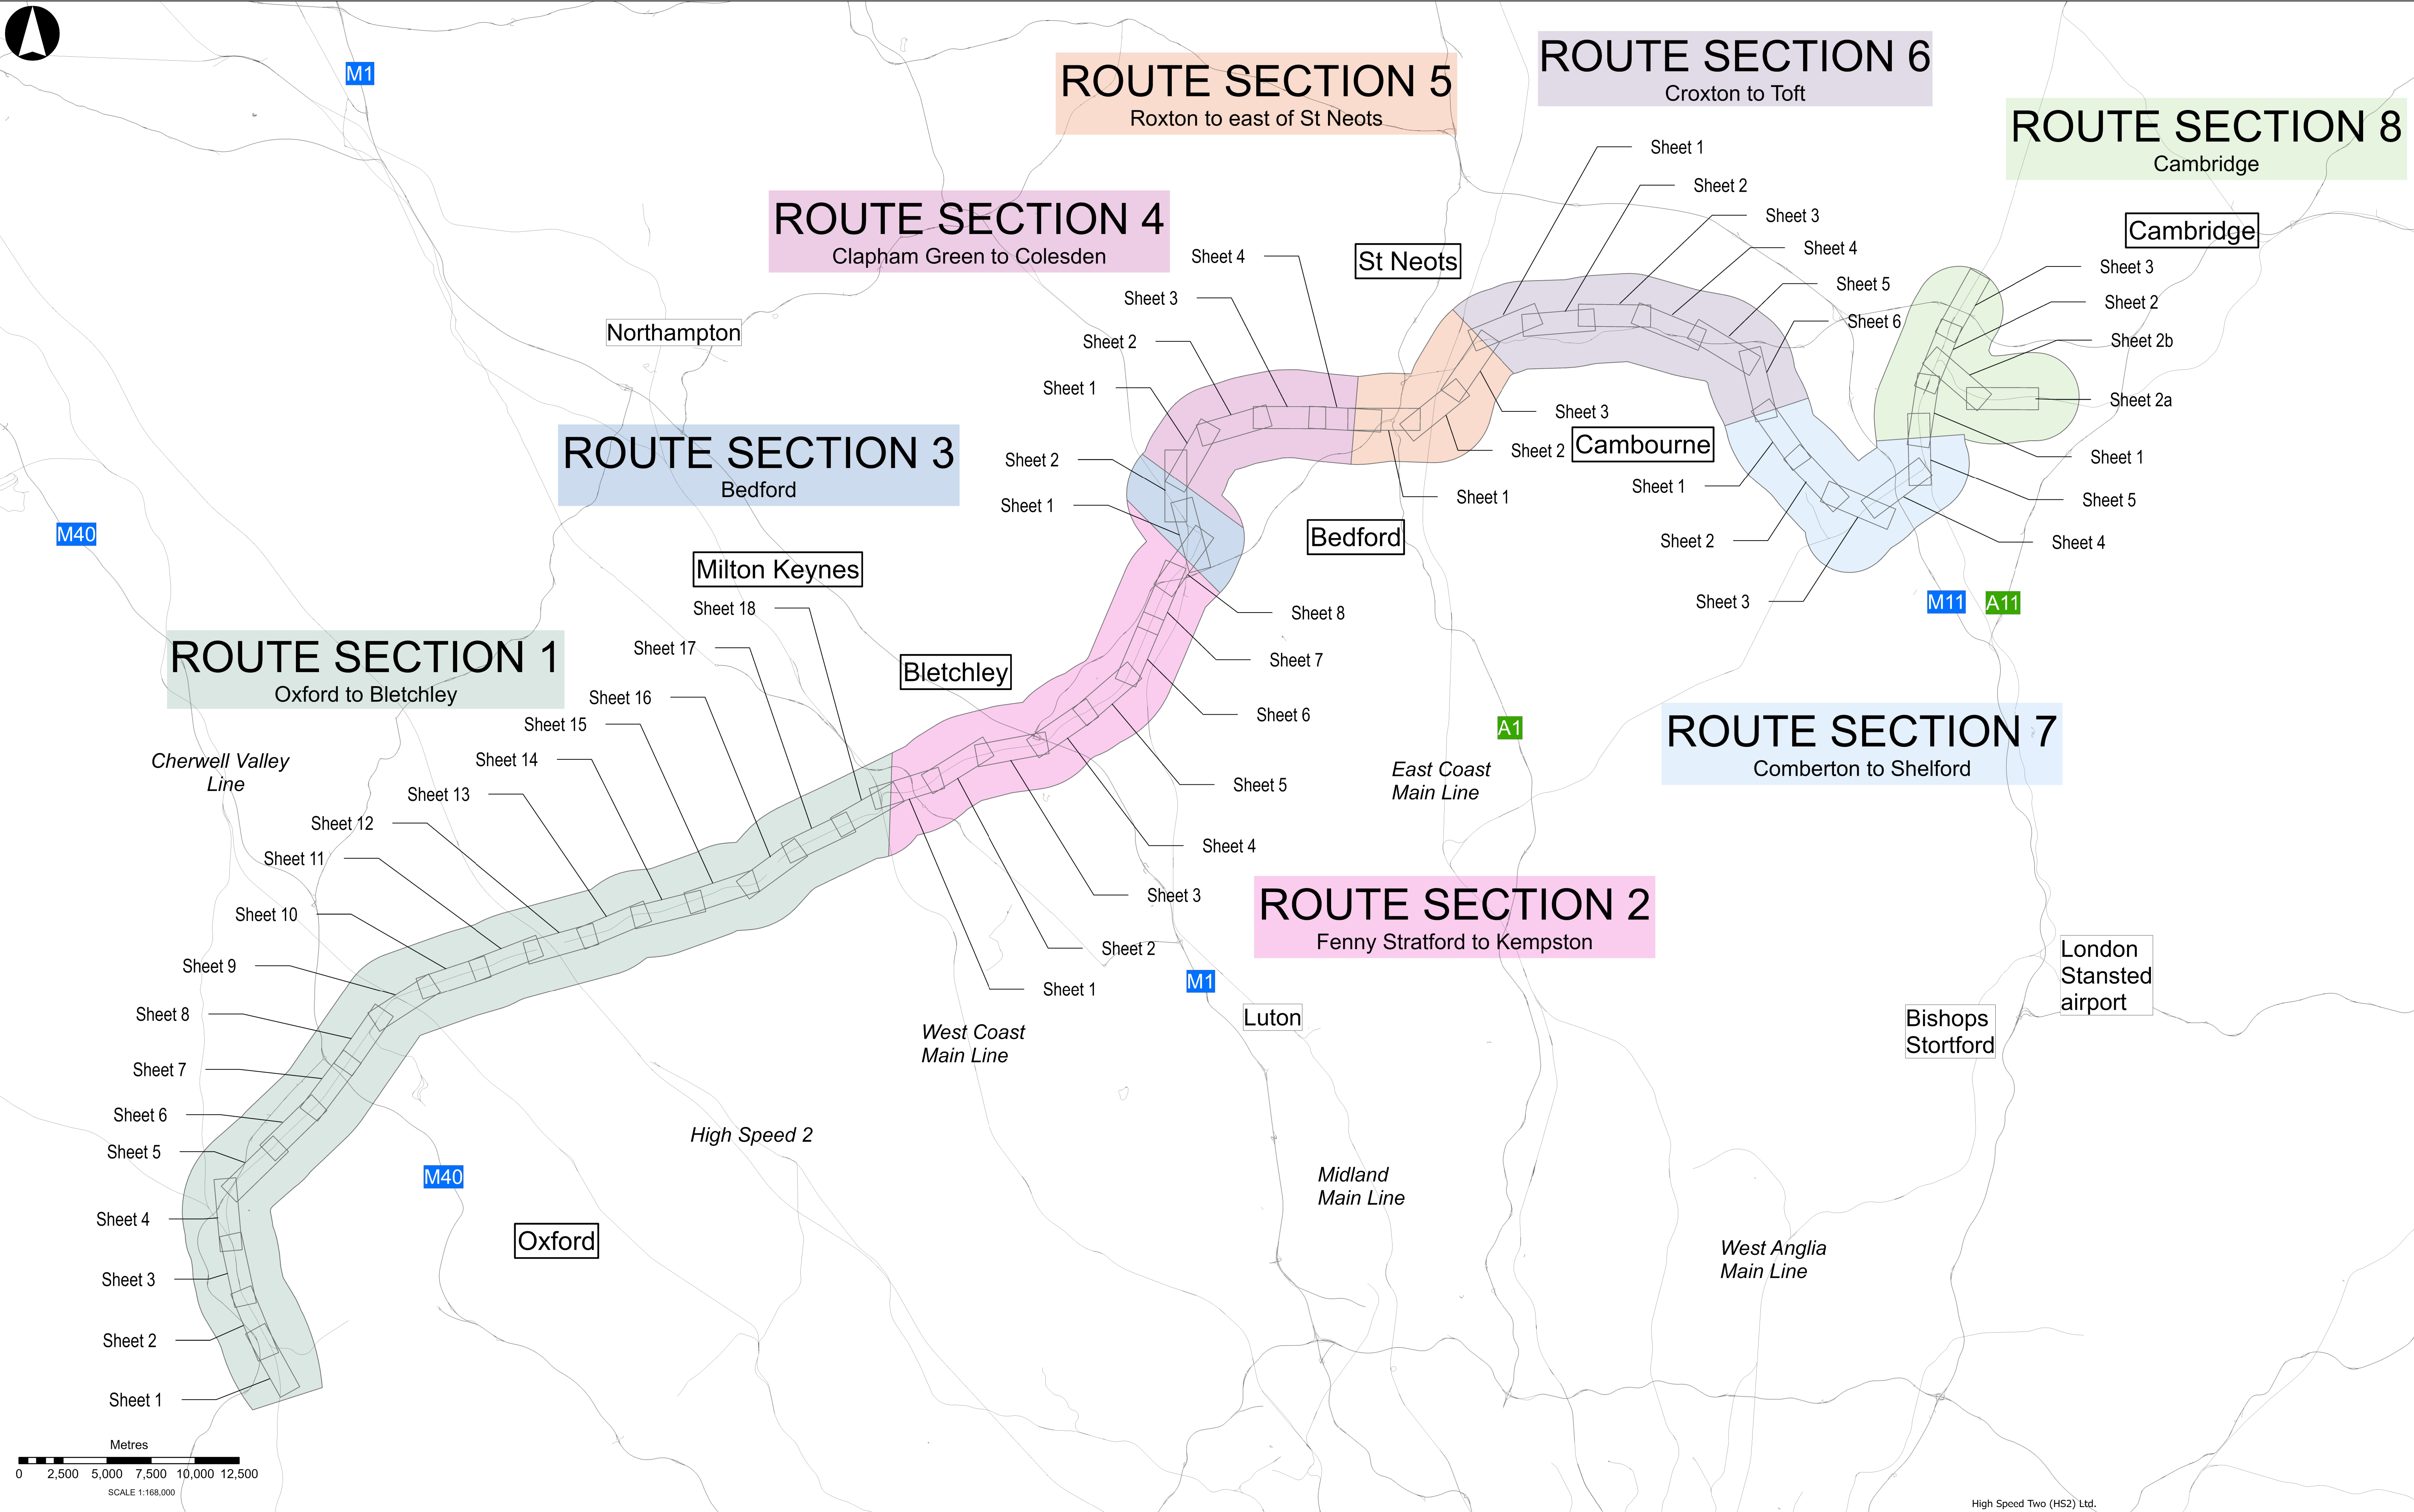 M1
ROUTE SECTION 5
Roxton to east of St Neots
ROUTE SECTION 6
Croxton to Toft
ROUTE SECTION 8
Cambridge
ROUTE SECTION 4
Clapham Green to Colesden
Sheet 1
Sheet 2
Sheet 3
Sheet 4
Sheet 5
Sheet 6
Cambridge
Sheet 3
Sheet 2
Sheet 2b
Sheet 2a
Sheet 1
St Neots
Sheet 4
Sheet 3
Sheet 2
Sheet 1
Northampton
ROUTE SECTION 3
Bedford
Sheet 2
Sheet 1
Sheet 3
Sheet 2
Sheet 1
Cambourne
Sheet 1
Sheet 2
Sheet 3
Sheet 5
Sheet 4
M40
Bedford
Milton Keynes
M11
A11
ROUTE SECTION 1
Oxford to Bletchley
Bletchley
Sheet 8
Sheet 7
Sheet 6
Sheet 5
Sheet 4
Sheet 3
Sheet 2
Sheet 1
A1
ROUTE SECTION 7
Comberton to Shelford
Cherwell Valley
Line
East Coast
Main Line
Sheet 18
Sheet 17
Sheet 16
Sheet 15
Sheet 14
Sheet 13
Sheet 12
Sheet 11
Sheet 10
Sheet 9
Sheet 8
Sheet 7
Sheet 6
Sheet 5
Sheet 4
Sheet 3
Sheet 2
Sheet 1
ROUTE SECTION 2
Fenny Stratford to Kempston
M1
Luton
West Coast
Main Line
London
Stansted
airport
Bishops
Stortford
High Speed 2
M40
Midland
Main Line
Oxford
West Anglia
Main Line
Metres
0 2,500 5,000 7,500 10,000 12,500
SCALE 1:168,000
High Speed Two (HS2) Ltd.